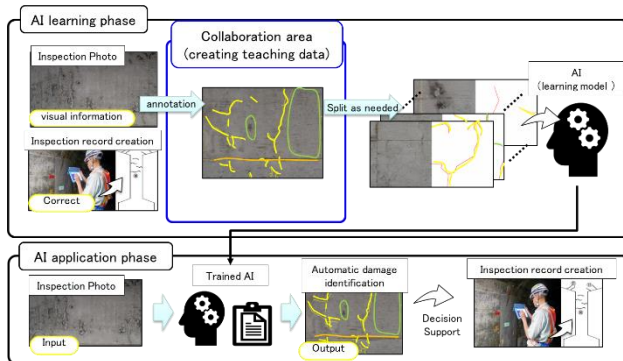 AI learning phase
Collaboration area
(creating teaching data)
Inspection Photo
visual information
annotation
Split as needed
AI
(learning model )
Inspection record creation
Correct
AI application phase
Inspection Photo
Input
Trained AI
Automatic damage
identification
Output
Decision
Support
Inspection record creation